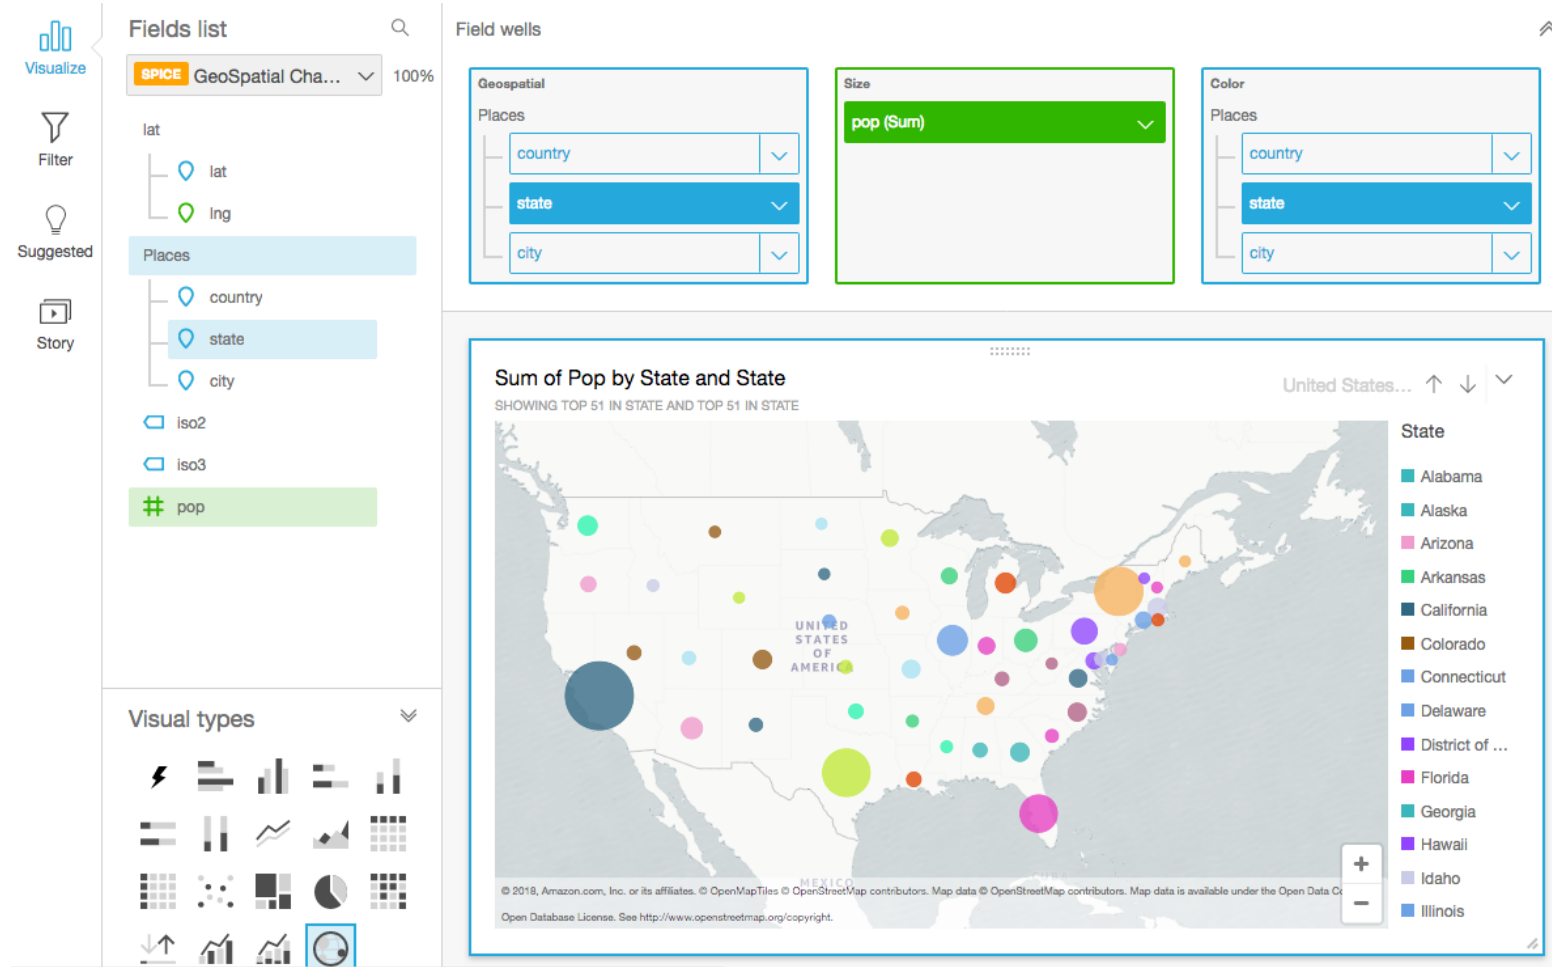 Visualize
Filter
Suggested
Story
Fields list
SPICE GeoSpatial Cha... 100%
lat
lat
lng
Places
country
state
city
iso2
iso3
pop
Visual types
Field wells
Geospatial
Places
country
state
city
Size
pop (Sum)
Color
Places
country
state
city
Sum of Pop by State and State
SHOWING TOP 51 IN STATE AND TOP 51 IN STATE
United States...
UNITED
STATES
OF
AMERICA
MEXICO
© 2018, Amazon.com, Inc. or its affiliates. © OpenMapTiles © OpenStreetMap contributors. Map data © OpenStreetMap contributors. Map data is available under the Open Data Co
Open Database License. See http://www.openstreetmap.org/copyright.
+
−
State
Alabama
Alaska
Arizona
Arkansas
California
Colorado
Connecticut
Delaware
District of ...
Florida
Georgia
Hawaii
Idaho
Illinois